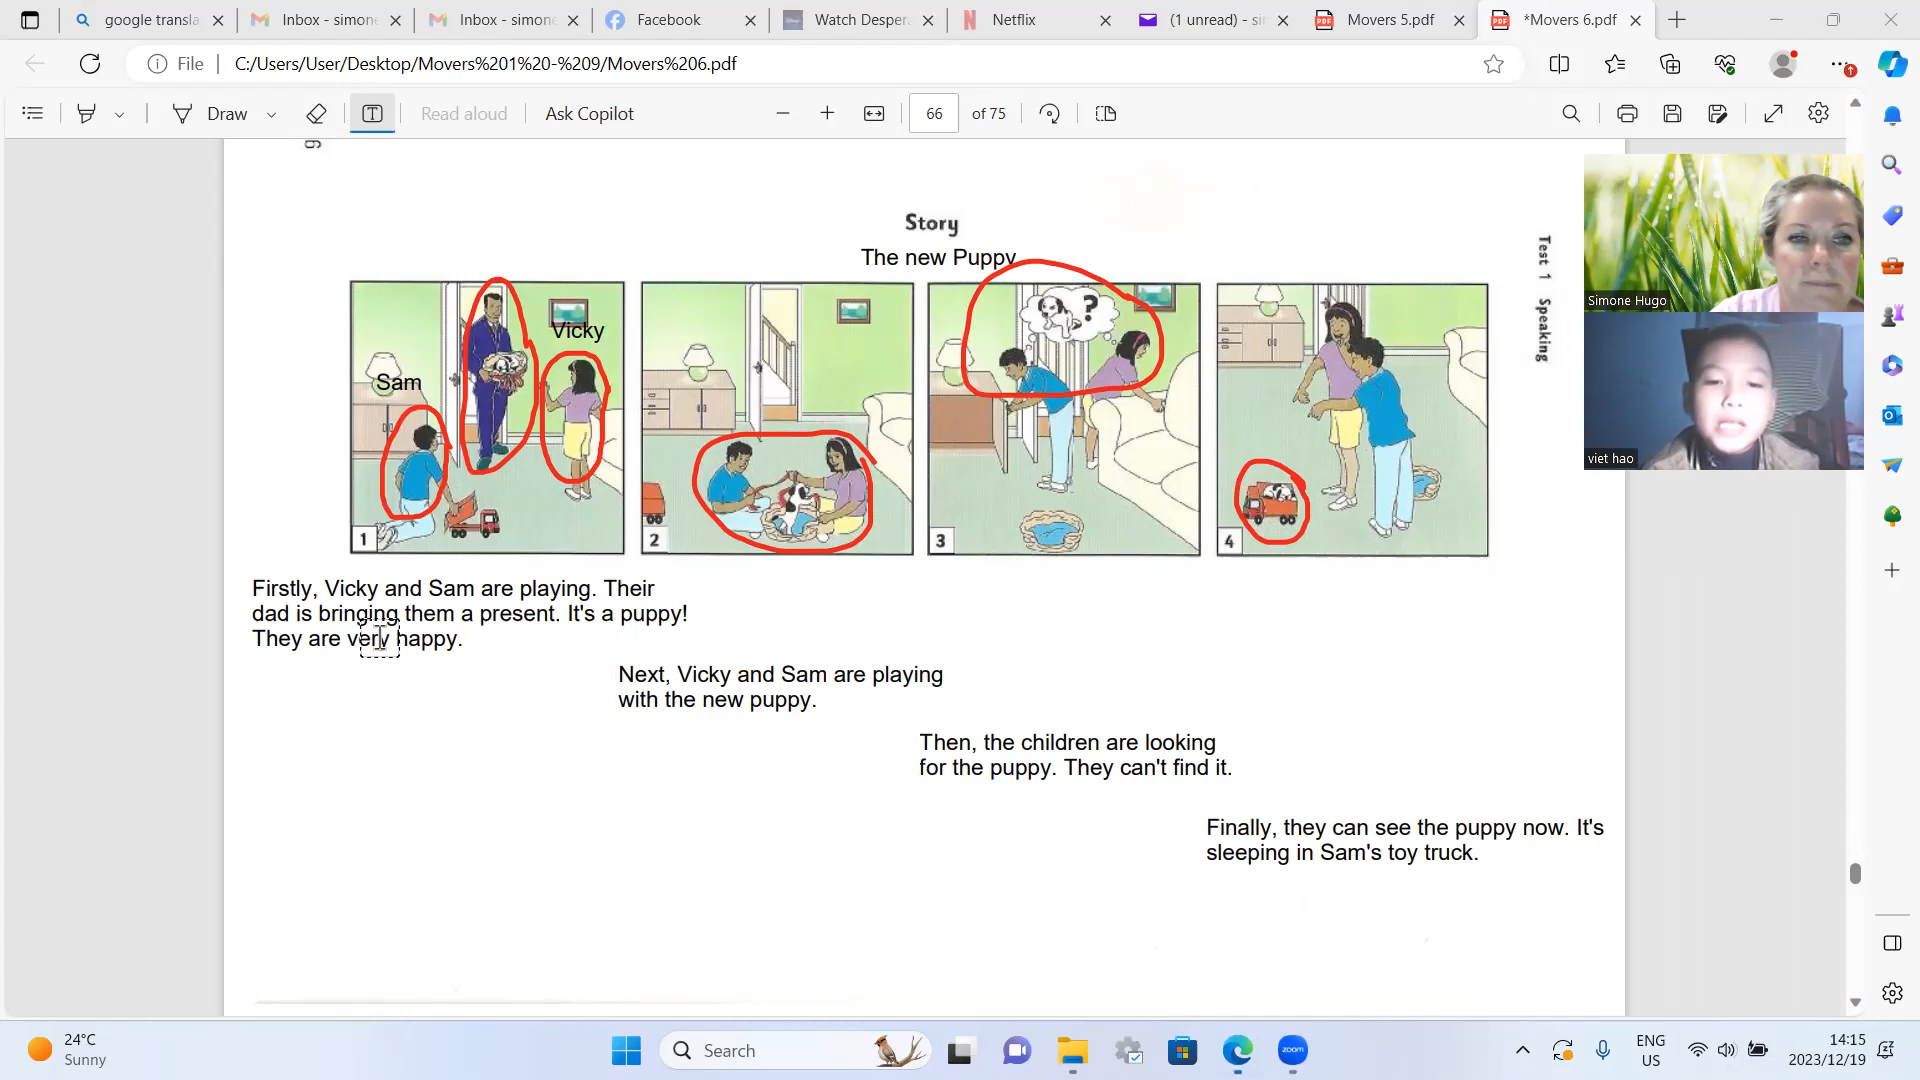 google transla
Inbox - simone
Inbox - simone
Facebook
Watch Desper
Netflix
(1 unread) - si
Movers 5.pdf
*Movers 6.pdf
File
C:/Users/User/Desktop/Movers%201%20-%209/Movers%206.pdf
Draw
Read aloud
Ask Copilot
66
of 75
6
Story
The new Puppy
Test 1 Speaking
Sam
Vicky
?
1
2
3
4
Firstly, Vicky and Sam are playing. Their
dad is bringing them a present. It's a puppy!
They are very happy.
Next, Vicky and Sam are playing
with the new puppy.
Then, the children are looking
for the puppy. They can't find it.
Finally, they can see the puppy now. It's
sleeping in Sam's toy truck.
Simone Hugo
viet hao
24°C
Sunny
Search
zoom
ENG
US
14:15
2023/12/19